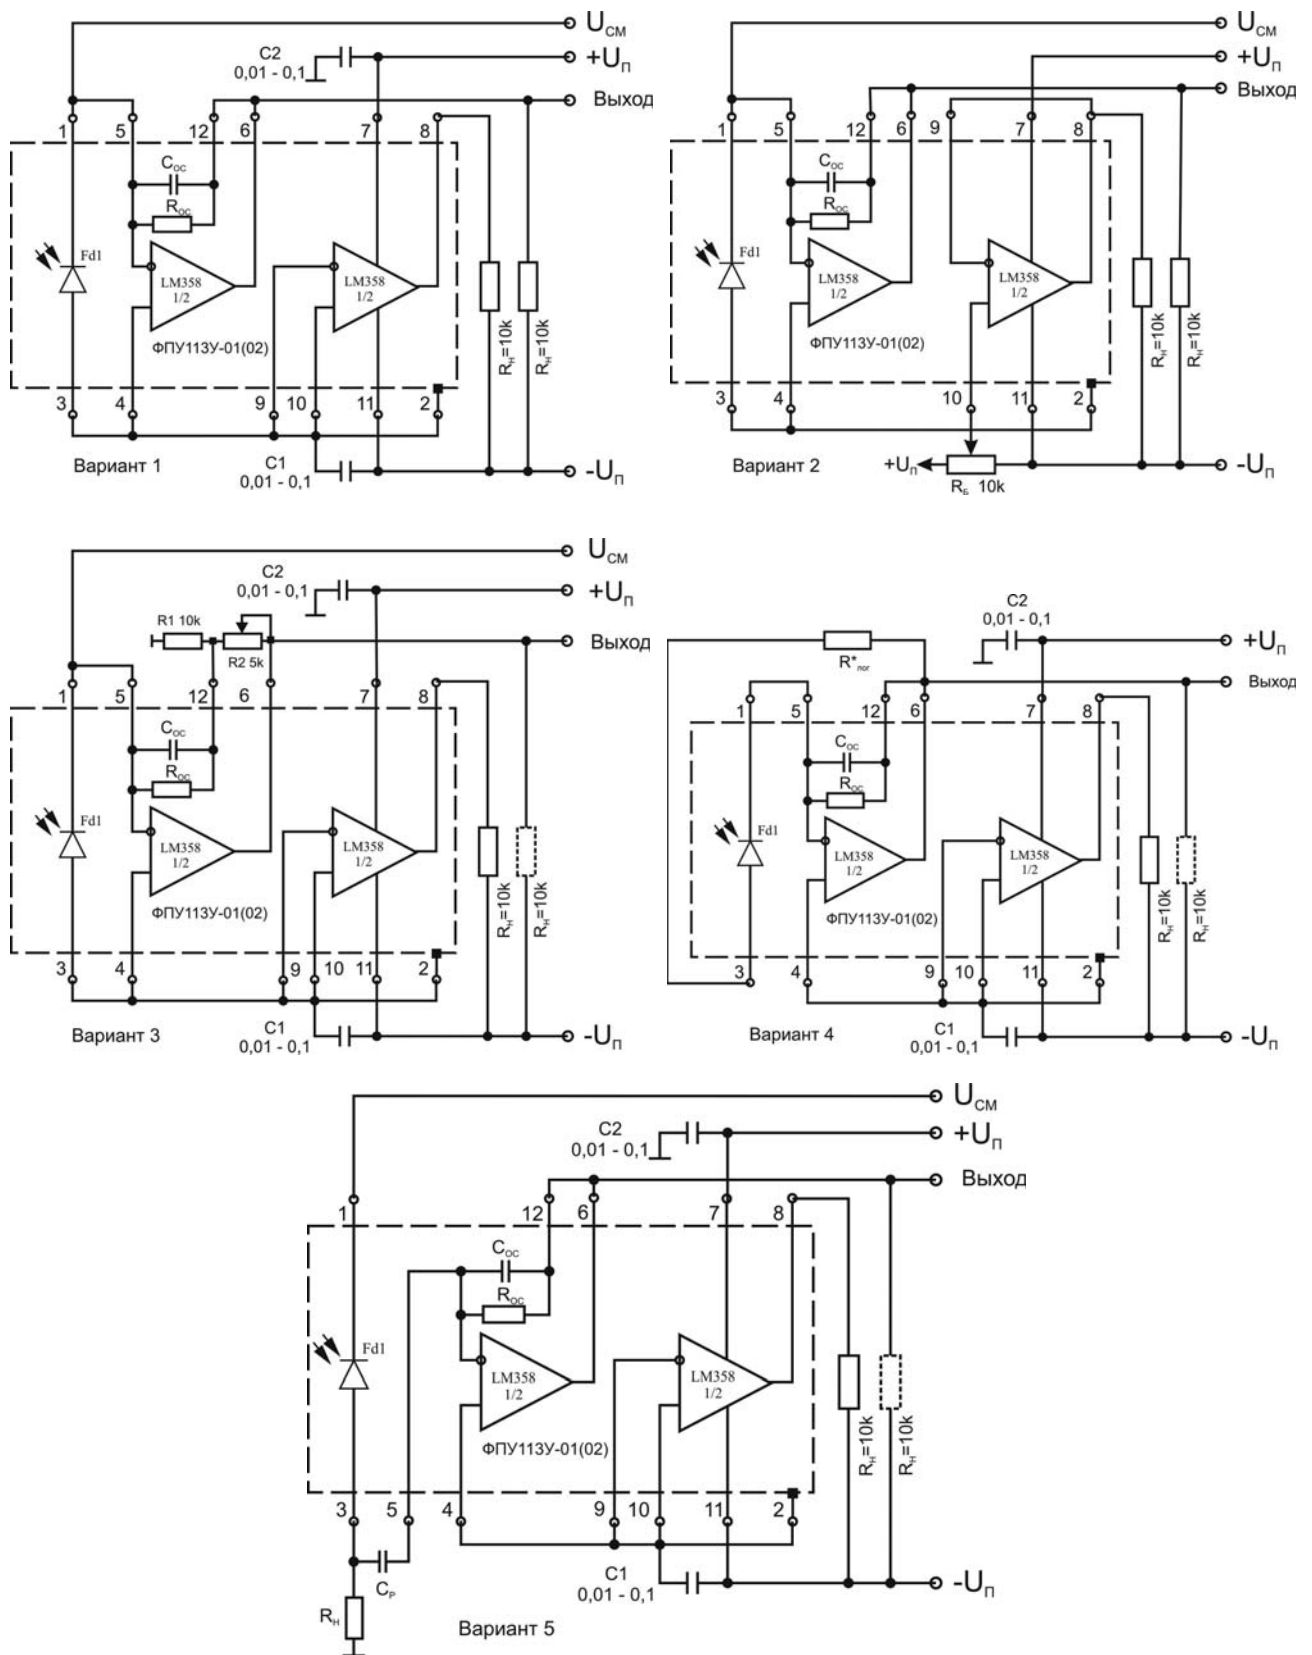 U_СМ
C2
0,01 - 0,1
+U_П
Выход
1 5 12 6 7 8
C_ОС
R_ОС
Fd1
LM358
1/2
LM358
1/2
ФПУ113У-01(02)
R_Н=10k
R_Н=10k
3 4 9 10 11 2
Вариант 1
C1
0,01 - 0,1
-U_П
U_СМ
+U_П
Выход
1 5 12 6 9 7 8
C_ОС
R_ОС
Fd1
LM358
1/2
LM358
1/2
ФПУ113У-01(02)
R_Н=10k
R_Н=10k
3 4 10 11 2
Вариант 2
+U_П
R_Б 10k
-U_П
U_СМ
C2
0,01 - 0,1
+U_П
R1 10k
R2 5k
Выход
1 5 12 6 7 8
C_ОС
R_ОС
Fd1
LM358
1/2
LM358
1/2
ФПУ113У-01(02)
R_Н=10k
R_Н=10k
3 4 9 10 11 2
Вариант 3
C1
0,01 - 0,1
-U_П
C2
0,01 - 0,1
+U_П
R*_лог
Выход
1 5 12 6 7 8
C_ОС
R_ОС
Fd1
LM358
1/2
LM358
1/2
ФПУ113У-01(02)
R_Н=10k
R_Н=10k
3 4 9 10 11 2
Вариант 4
C1
0,01 - 0,1
-U_П
U_СМ
C2
0,01 - 0,1
+U_П
Выход
1 12 6 7 8
C_ОС
R_ОС
Fd1
LM358
1/2
LM358
1/2
ФПУ113У-01(02)
R_Н=10k
R_Н=10k
3 5 4 9 10 11 2
C_Р
R_Н
C1
0,01 - 0,1
-U_П
Вариант 5